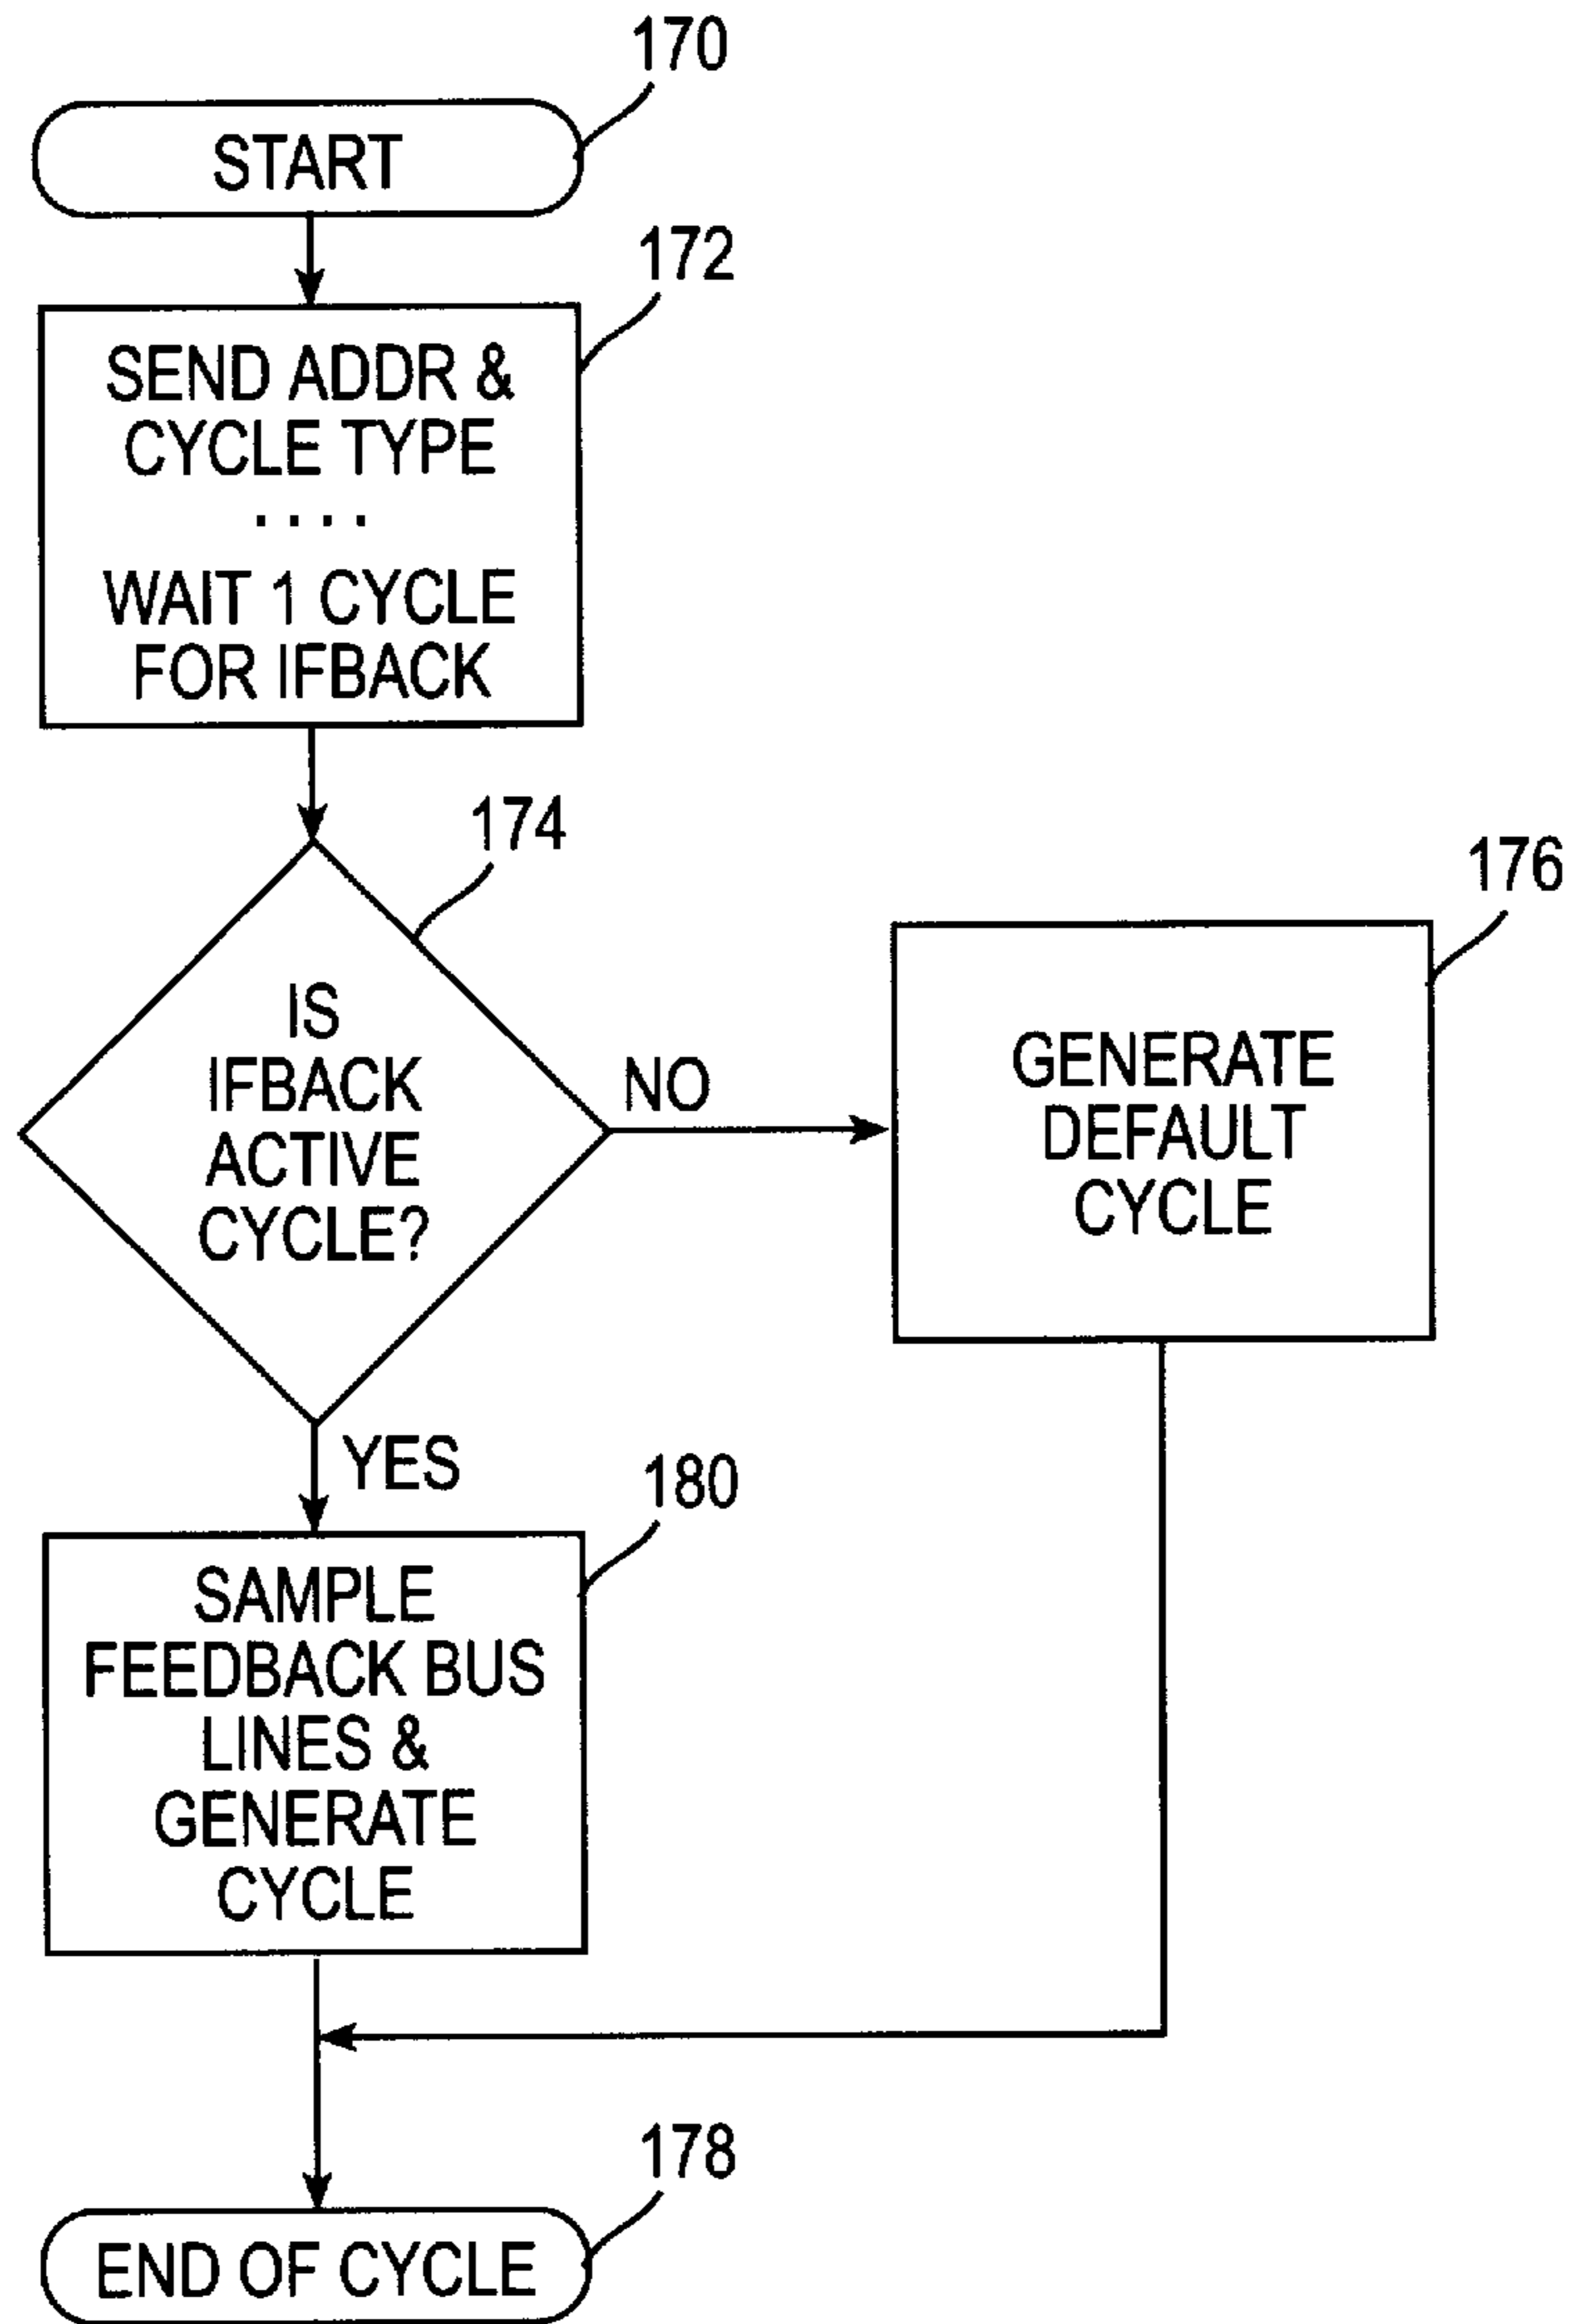 170
START
172
SEND ADDR &
CYCLE TYPE
....
WAIT 1 CYCLE
FOR IFBACK
174
IS
IFBACK
ACTIVE
CYCLE?
NO
176
GENERATE
DEFAULT
CYCLE
YES
180
SAMPLE
FEEDBACK BUS
LINES &
GENERATE
CYCLE
178
END OF CYCLE